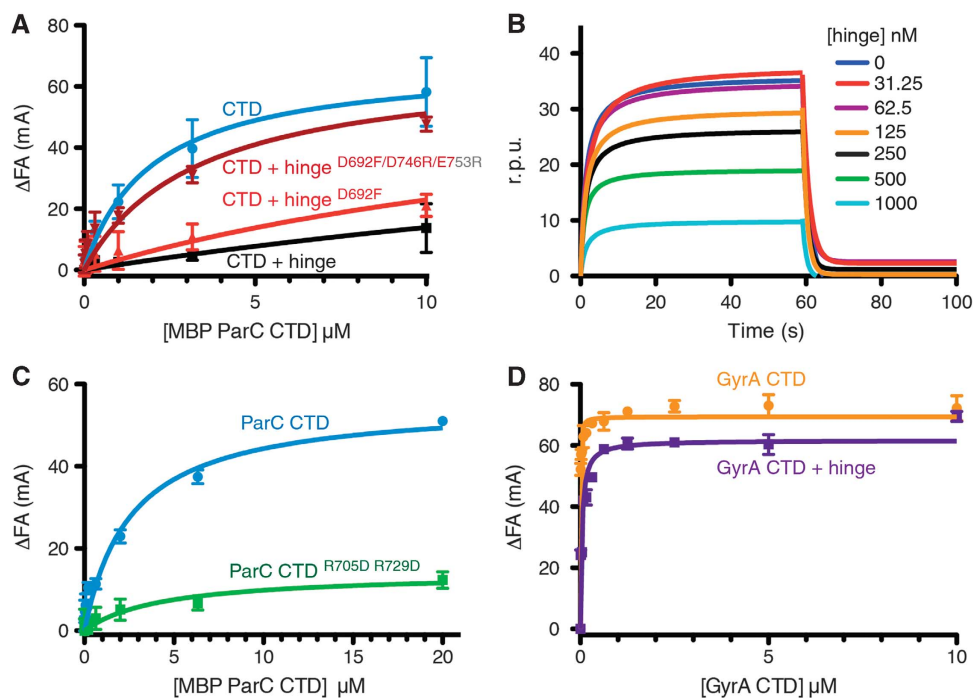 A
60
40
20
0
ΔFA (mA)
CTD
CTD + hinge D692F/D746R/E753R
CTD + hinge D692F
CTD + hinge
0
5
10
[MBP ParC CTD] µM
B
40
30
20
10
0
r.p.u.
[hinge] nM
0
31.25
62.5
125
250
500
1000
0
20
40
60
80
100
Time (s)
C
60
40
20
0
ΔFA (mA)
ParC CTD
ParC CTD R705D R729D
0
5
10
15
20
[MBP ParC CTD] µM
D
80
60
40
20
0
ΔFA (mA)
GyrA CTD
GyrA CTD + hinge
0
5
10
[GyrA CTD] µM